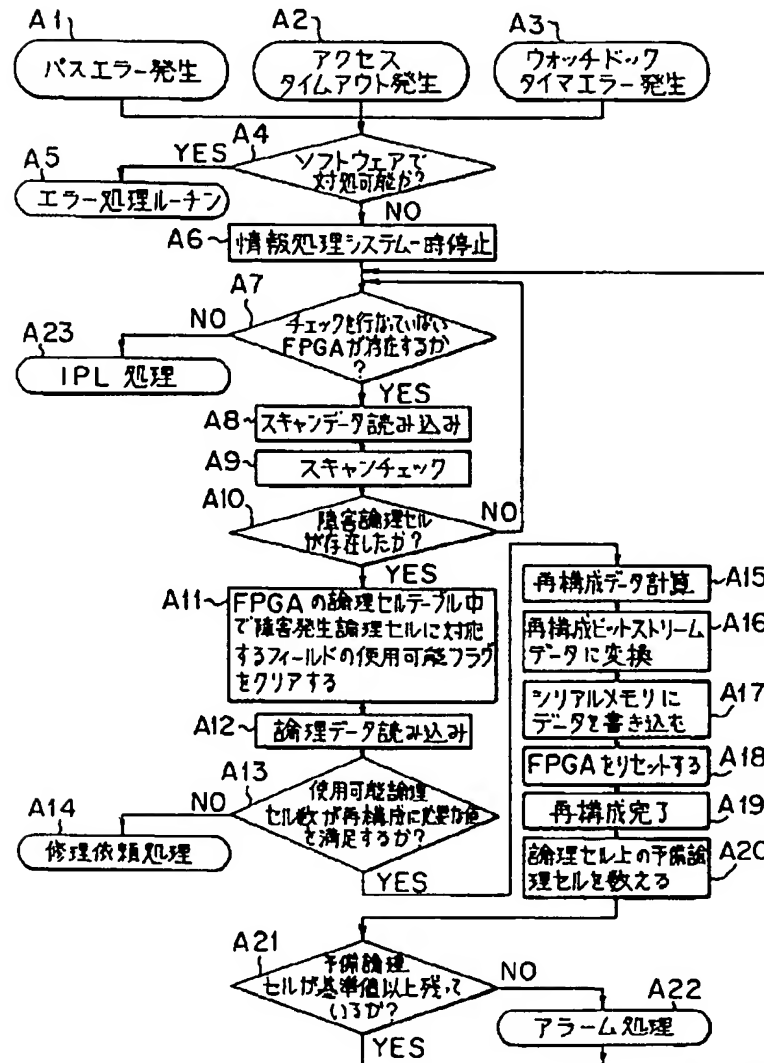 A1
パスエラー発生
A2
アクセス
タイムアウト発生
A3
ウォッチドック
タイマエラー発生
A4
ソフトウェアで
対処可能か?
YES
NO
A5
エラー処理ルーチン
A6
情報処理システム一時停止
A7
チェックを行なっていない
FPGAが存在するか
?
NO
YES
A23
IPL 処理
A8
スキャンデータ読み込み
A9
スキャンチェック
A10
障害論理セル
が存在したか?
NO
YES
A11
FPGAの論理セルテーブル中
で障害発生論理セルに対応
するフィールドの使用可能フラグ
をクリアする
A12
論理データ読み込み
A13
使用可能論理
セル数が再構成に必要な値
を満足するか?
NO
YES
A14
修理依頼処理
再構成データ計算
A15
再構成ビットストリーム
データに変換
A16
シリアルメモリに
データを書き込む
A17
FPGAをリセットする
A18
再構成完了
A19
論理セル上の予備論
理セルを数える
A20
A21
予備論理
セルが基準値以上残って
いるか?
NO
YES
A22
アラーム処理